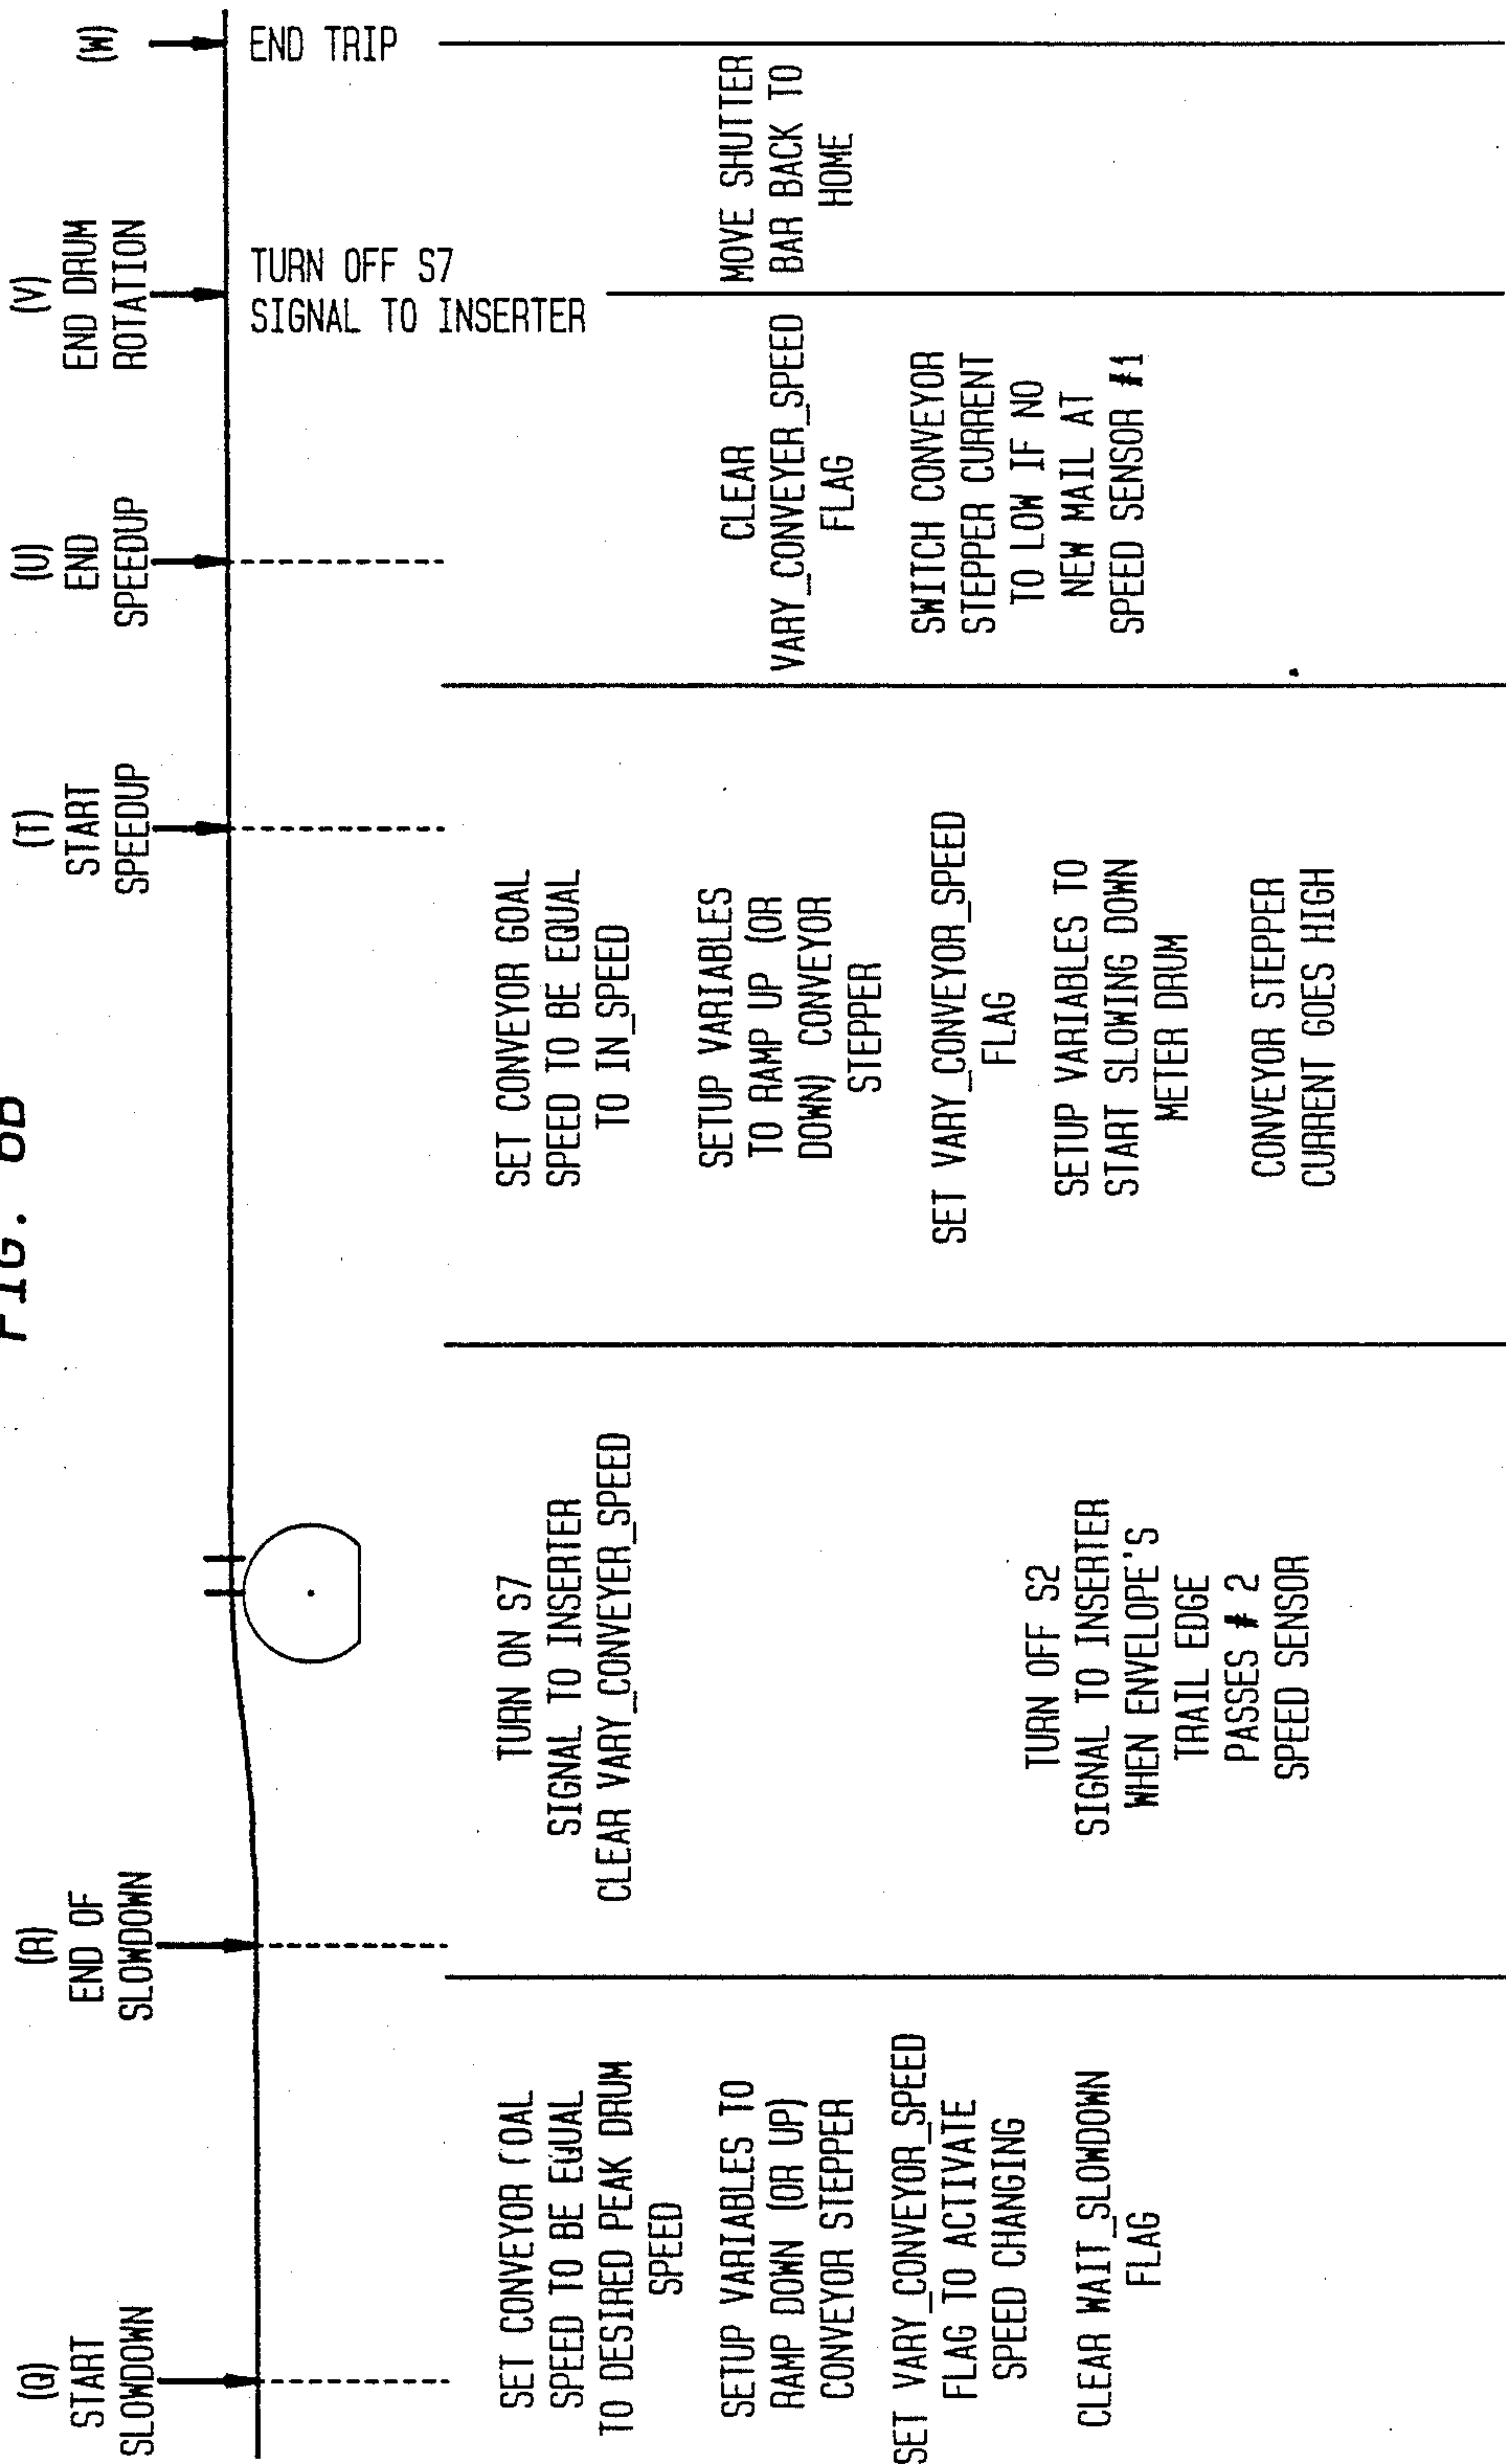 FIG.
(Q)
START
SLOWDOWN
(R)
END OF
SLOWDOWN
(T)
START
SPEEDUP
(U)
END
SPEEDUP
(V)
END DRUM
ROTATION
(W)
TURN OFF S7
SIGNAL TO INSERTER
END TRIP
SET CONVEYOR GOAL
SPEED TO BE EQUAL
TO DESIRED PEAK DRUM
SPEED
SETUP VARIABLES TO
RAMP DOWN (OR UP)
CONVEYOR STEPPER
SET VARY_CONVEYOR_SPEED
FLAG TO ACTIVATE
SPEED CHANGING
CLEAR WAIT_SLOWDOWN
FLAG
TURN ON S7
SIGNAL TO INSERTER
CLEAR VARY_CONVEYER_SPEED
TURN OFF S2
SIGNAL TO INSERTER
WHEN ENVELOPE'S
TRAIL EDGE
PASSES # 2
SPEED SENSOR
SET CONVEYOR GOAL
SPEED TO BE EQUAL
TO IN_SPEED
SETUP VARIABLES
TO RAMP UP (OR
DOWN) CONVEYOR
STEPPER
SET VARY_CONVEYOR_SPEED
FLAG
SETUP VARIABLES TO
START SLOWING DOWN
METER DRUM
CONVEYOR STEPPER
CURRENT GOES HIGH
CLEAR
VARY_CONVEYER_SPEED
FLAG
SWITCH CONVEYOR
STEPPER CURRENT
TO LOW IF NO
NEW MAIL AT
SPEED SENSOR #1
MOVE SHUTTER
BAR BACK TO
HOME